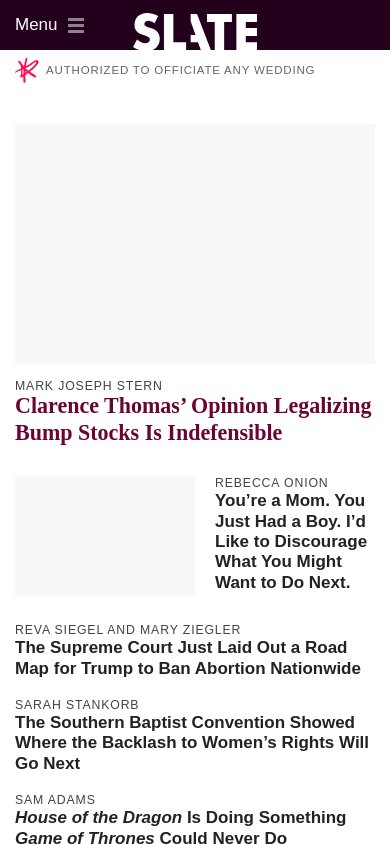 Menu
SLATE
AUTHORIZED TO OFFICIATE ANY WEDDING
MARK JOSEPH STERN
Clarence Thomas’ Opinion Legalizing
Bump Stocks Is Indefensible
REBECCA ONION
You’re a Mom. You
Just Had a Boy. I’d
Like to Discourage
What You Might
Want to Do Next.
REVA SIEGEL AND MARY ZIEGLER
The Supreme Court Just Laid Out a Road
Map for Trump to Ban Abortion Nationwide
SARAH STANKORB
The Southern Baptist Convention Showed
Where the Backlash to Women’s Rights Will
Go Next
SAM ADAMS
House of the Dragon Is Doing Something
Game of Thrones Could Never Do